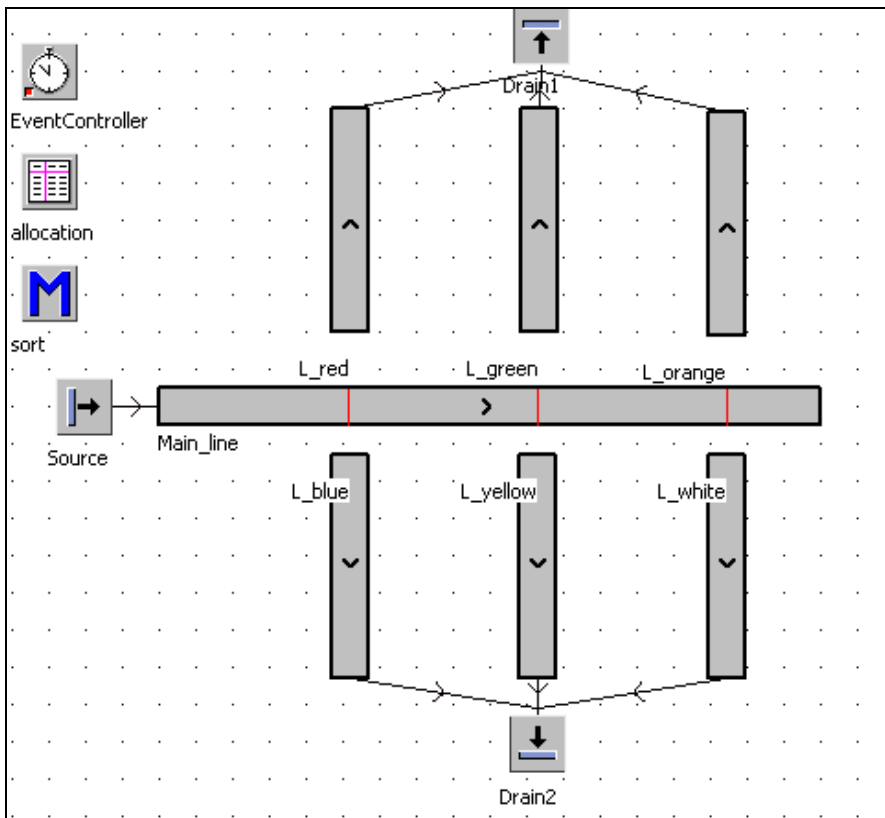 Drain1
EventController
allocation
sort
L_red
L_green
L_orange
Main_line
Source
L_blue
L_yellow
L_white
Drain2